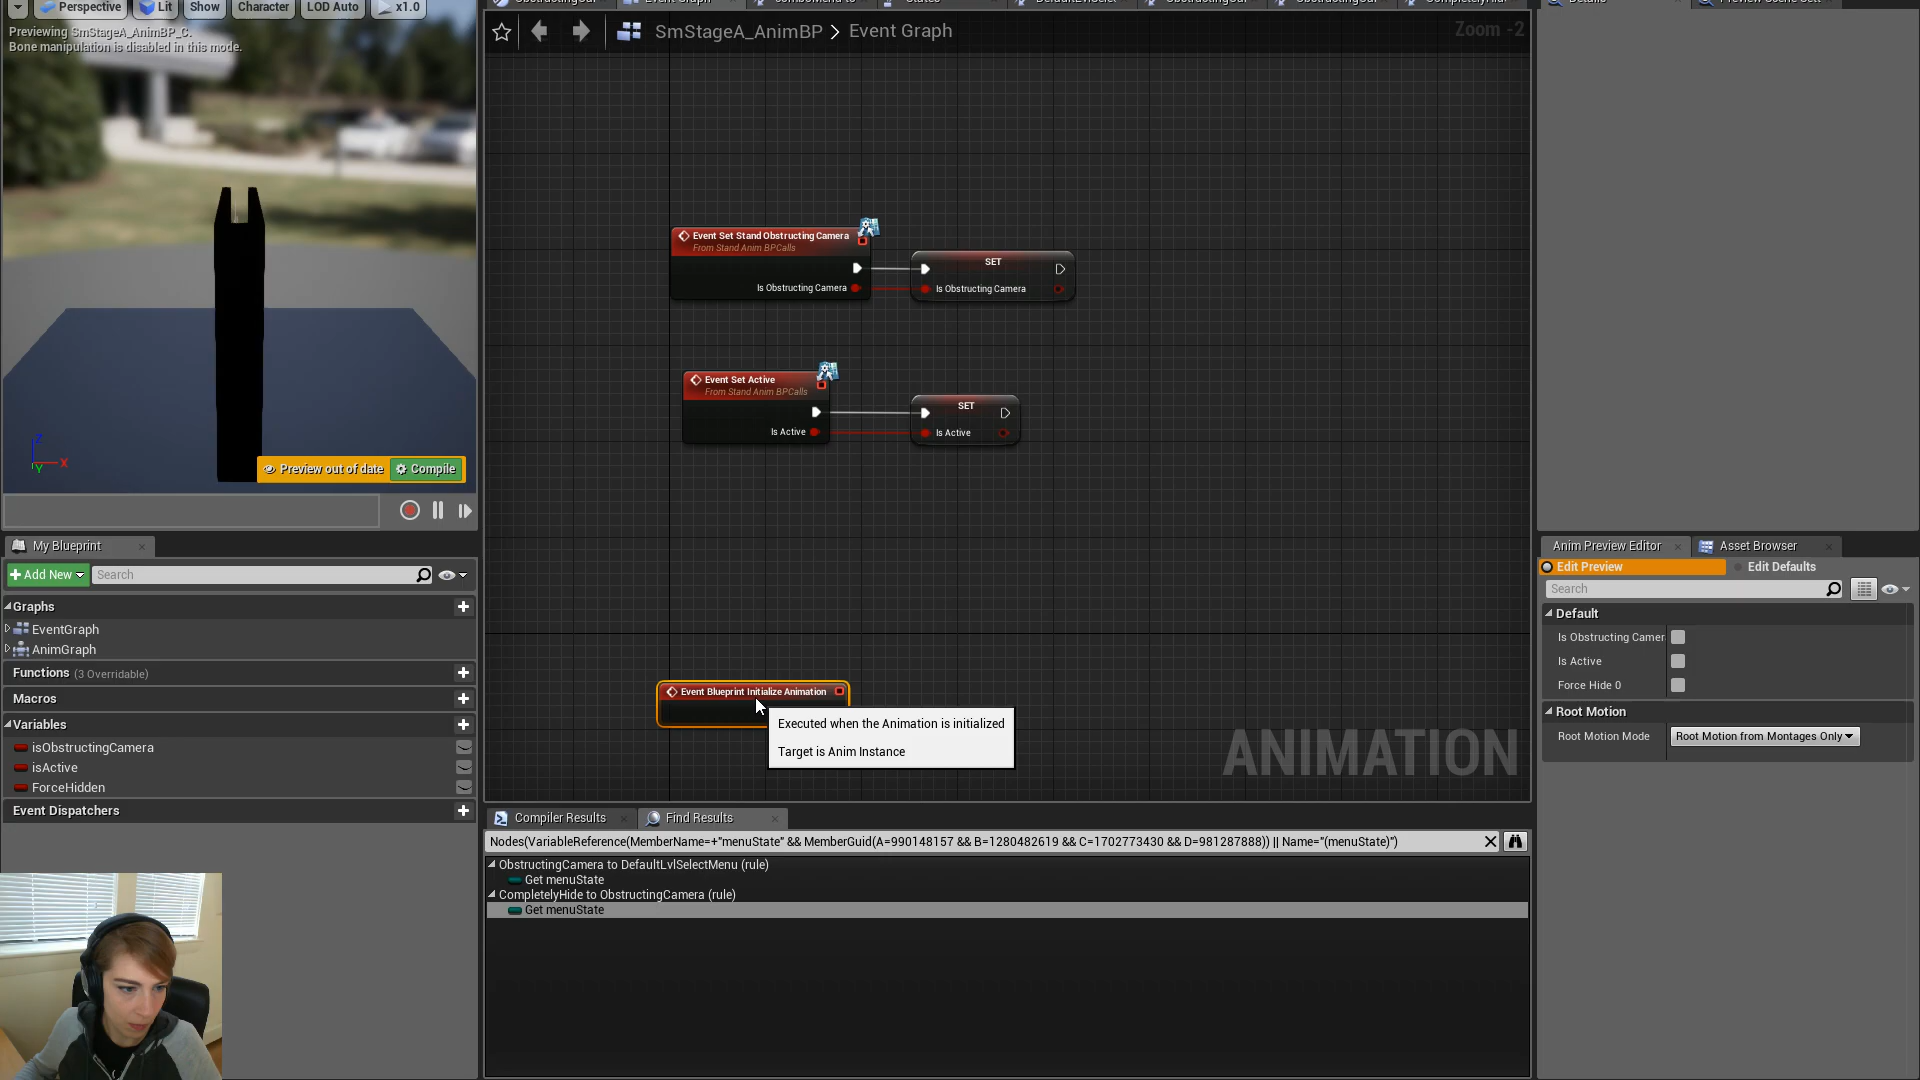 Perspective
Lit
Show
Character
LOD Auto
x1.0
Previewing SmStageA_AnimBP_C.
Bone manipulation is disabled in this mode.
SmStageA_AnimBP > Event Graph
Zoom -2
Event Set Stand Obstructing Camera
From Stand Anim BPCalls
Is Obstructing Camera
SET
Is Obstructing Camera
Event Set Active
From Stand Anim BPCalls
Is Active
SET
Is Active
Z
X
Y
Preview out of date
Compile
Event Blueprint Initialize Animation
Executed when the Animation is initialized
Target is Anim Instance
ANIMATION
My Blueprint
Add New
Search
Graphs
EventGraph
AnimGraph
Functions (3 Overridable)
Macros
Variables
isObstructingCamera
isActive
ForceHidden
Event Dispatchers
Compiler Results
Find Results
Nodes(VariableReference(MemberName=+"menuState" && MemberGuid(A=990148157 && B=1280482619 && C=1702773430 && D=981287888)) || Name="(menuState)")
ObstructingCamera to DefaultLvlSelectMenu (rule)
Get menuState
CompletelyHide to ObstructingCamera (rule)
Get menuState
Anim Preview Editor
Asset Browser
Edit Preview
Edit Defaults
Search
Default
Is Obstructing Camer
Is Active
Force Hide 0
Root Motion
Root Motion Mode
Root Motion from Montages Only